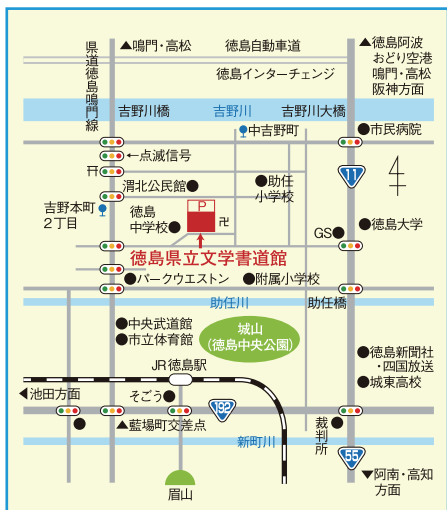 ▲鳴門・高松
徳島自動車道
▲徳島阿波
おどり空港
鳴門・高松
阪神方面
県道徳島鳴門線
徳島インターチェンジ
吉野川橋
吉野川
吉野川大橋
中吉野町
●市民病院
←点滅信号
11
渭北公民館●
●助任
小学校
P
吉野本町
2丁目
徳島
中学校●
卍
●徳島大学
GS●
徳島県立文学書道館
●パークウエストン
●附属小学校
助任川
助任橋
●中央武道館
●市立体育館
城山
(徳島中央公園)
●徳島新聞社
・四国放送
●城東高校
JR徳島駅
◀池田方面
そごう●
192
▲藍場町交差点
裁判所
新町川
55
眉山
▼阿南・高知
方面